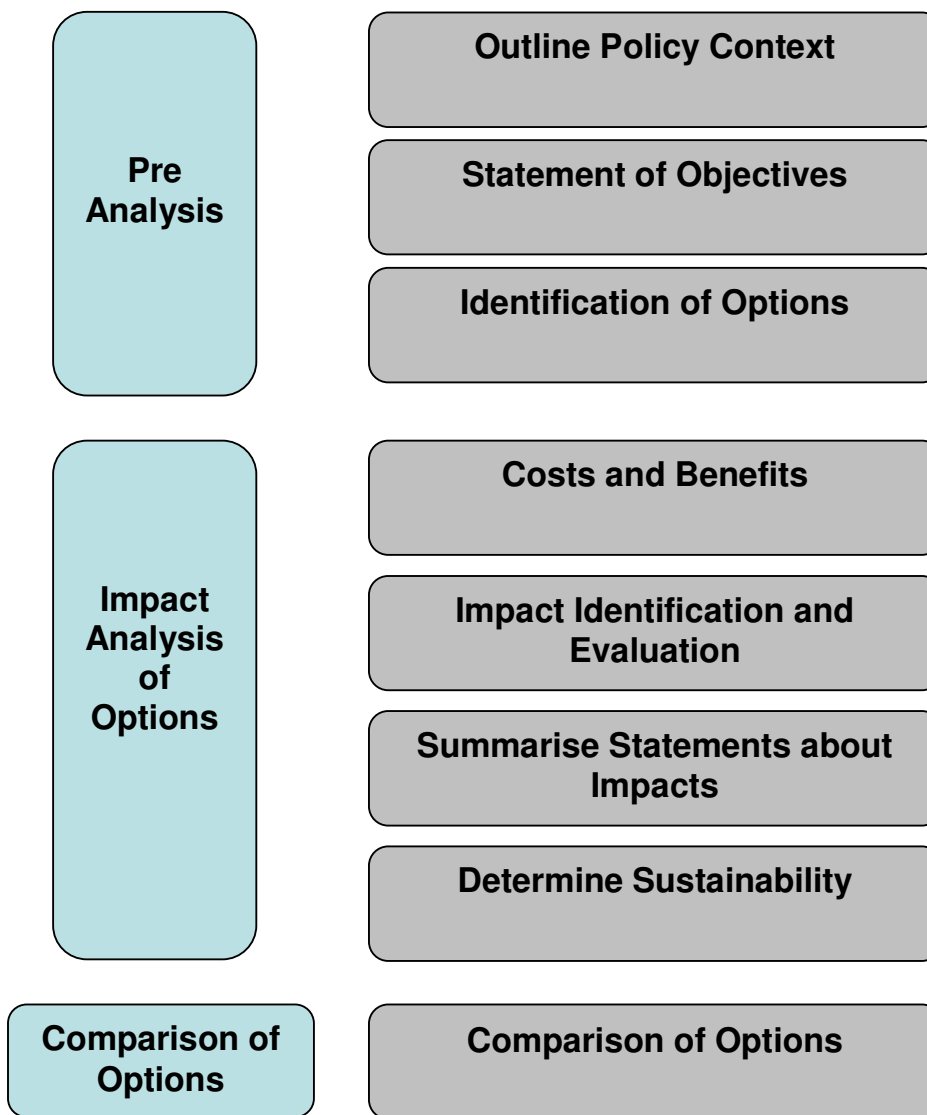 Pre
Analysis
Outline Policy Context
Statement of Objectives
Identification of Options
Impact
Analysis
of
Options
Costs and Benefits
Impact Identification and
Evaluation
Summarise Statements about
Impacts
Determine Sustainability
Comparison of
Options
Comparison of Options